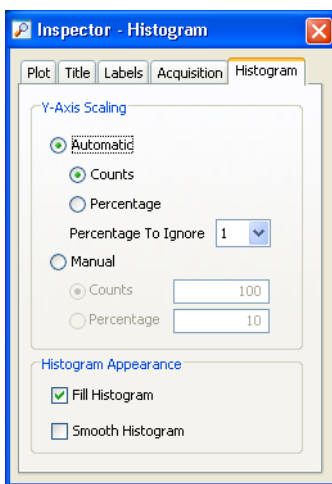 Inspector - Histogram
Plot Title Labels Acquisition Histogram
Y-Axis Scaling
Automatic
Counts
Percentage
Percentage To Ignore 1
Manual
Counts 100
Percentage 10
Histogram Appearance
Fill Histogram
Smooth Histogram